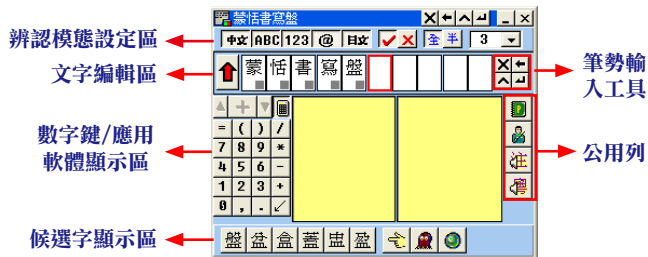 蒙恬書寫盤
辨認模態設定區
中文 ABC 123 @ 日文 全 半 3
文字編輯區
蒙 恬 書 寫 盤
筆勢輸
入工具
= ( ) /
7 8 9 *
4 5 6 -
1 2 3 +
0 , .
數字鍵/應用
軟體顯示區
公用列
候選字顯示區
盤 盆 盒 蓋 盅 盈